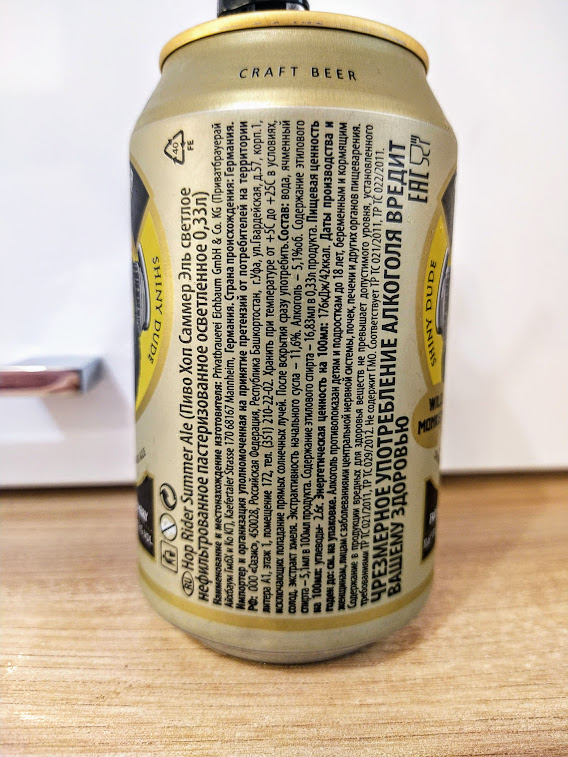 CRAFT BEER
40
FE
SHINY DUDE
RU Hop Rider Summer Ale (Пиво Хоп Саммер Эль светлое
нефильтрованное пастеризованное осветленное 0,33л)
Наименование и местонахождение изготовителя: Privatbrauerei Eichbaum GmbH & Co. KG (Приватбрауерай
Айсбаум ГмбХ и Ко КГ), Kaefertaler Strasse 170 68167 Mannheim, Германия. Страна происхождения: Германия.
Импортер и организация уполномоченная на принятие претензий от потребителей на территории
РФ: ООО «Оазис», 450028, Российская Федерация, Республика Башкортостан, г.Уфа, ул.Гвардейская, д.57, корп.1,
литера А1, этаж 1, помещение 172, тел. (351) 210-22-02. Хранить при температуре от +5С до +25С в условиях,
исключающих попадание прямых солнечных лучей. После вскрытия сразу употребить. Состав: вода, ячменный
солод, экстракт хмеля. Экстрактивность начального сусла – 11,6%. Алкоголь – 5,1%об. Содержание этилового
спирта – 5,1мл в 100мл продукта. Содержание этилового спирта – 16,83мл в 0,33л продукта. Пищевая ценность
на 100мл: углеводы- 2,6г. Энергетическая ценность на 100мл: 176кДж/42ккал. Даты производства и
годен до: см. на упаковке. Алкоголь противопоказан детям и подросткам до 18 лет, беременным и кормящим
женщинам, лицам с заболеваниями центральной нервной системы, почек, печени и других органов пищеварения.
Содержание в продукции вредных для здоровья веществ не превышает допустимого уровня, установленного
требованиями: ТР ТС 021/2011, ТР ТС 029/2012. Не содержит ГМО. Соответствует ТР ТС 021/2011, ТР ТС 022/2011.
ЧРЕЗМЕРНОЕ УПОТРЕБЛЕНИЕ АЛКОГОЛЯ ВРЕДИТ
ВАШЕМУ ЗДОРОВЬЮ
EAC
SHINY DUDE